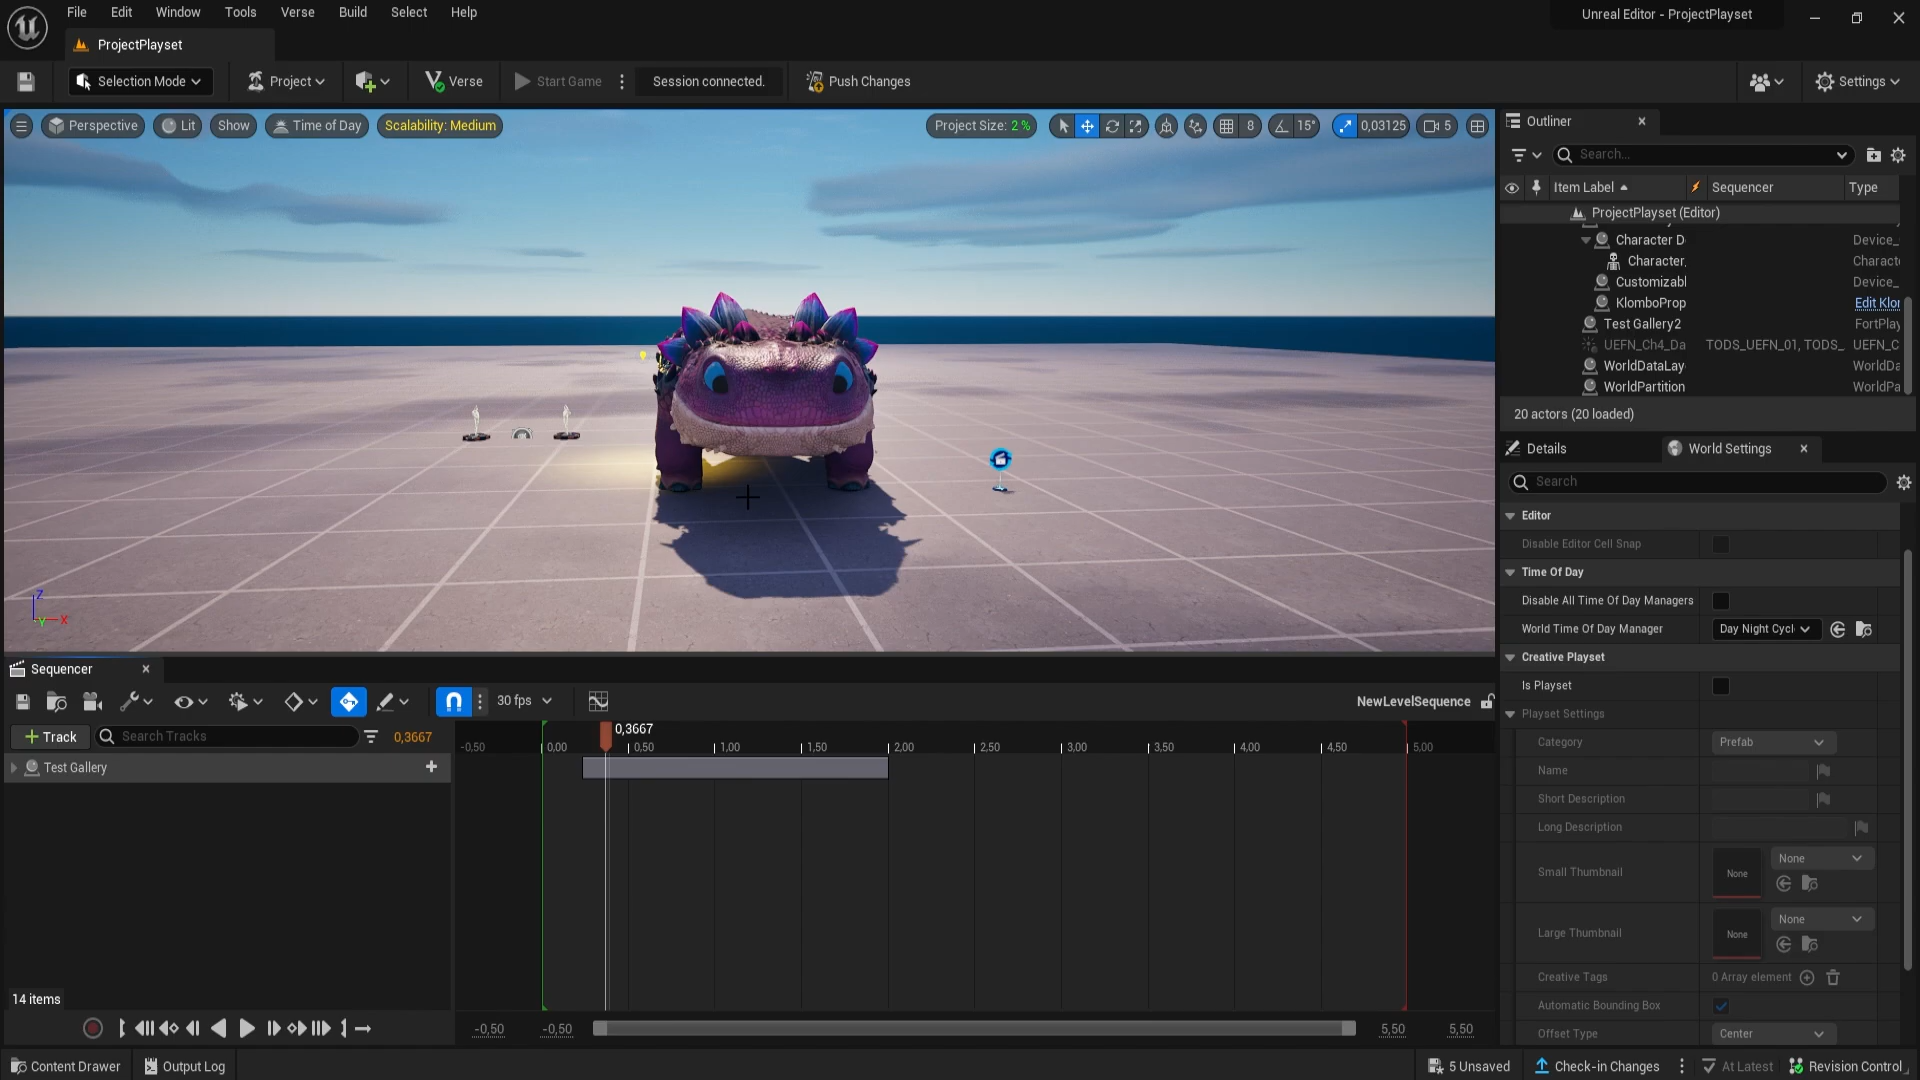 File Edit Window Tools Verse Build Select Help
Unreal Editor - ProjectPlayset
ProjectPlayset
Selection Mode Project Verse Start Game Session connected. Push Changes Settings
Perspective Lit Show Time of Day Scalability: Medium Project Size: 2 % 8 15° 0,03125 5
Outliner
Search...
Item Label Sequencer Type
ProjectPlayset (Editor)
Character D Device_
Character_ Charact
Customizabl Device_
KlomboProp Edit Klo
Test Gallery2 FortPlay
UEFN_Ch4_Da TODS_UEFN_01, TODS_ UEFN_C
WorldDataLay WorldDa
WorldPartition WorldPa
20 actors (20 loaded)
Details World Settings
Search
Editor
Disable Editor Cell Snap
Time Of Day
Disable All Time Of Day Managers
World Time Of Day Manager Day Night Cycl
Creative Playset
Is Playset
Playset Settings
Category Prefab
Name
Short Description
Long Description
Small Thumbnail None None
Large Thumbnail None None
Creative Tags 0 Array element
Automatic Bounding Box
Offset Type Center
Z
Y X
Sequencer
30 fps NewLevelSequence
Track Search Tracks 0,3667
0,3667
-0,50 0,00 0,50 1,00 1,50 2,00 2,50 3,00 3,50 4,00 4,50 5,00
Test Gallery
14 items
-0,50 -0,50 5,50 5,50
Content Drawer Output Log 5 Unsaved Check-in Changes At Latest Revision Control